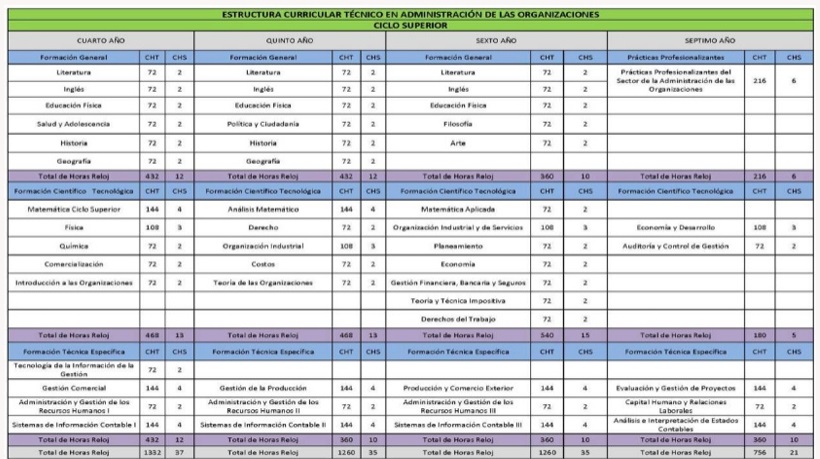 ESTRUCTURA CURRICULAR TÉCNICO EN ADMINISTRACIÓN DE LAS ORGANIZACIONES
CICLO SUPERIOR
CUARTO AÑO QUINTO AÑO SEXTO AÑO SEPTIMO AÑO
Formación General CHT CHS Formación General CHT CHS Formación General CHT CHS Prácticas Profesionalizantes CHT CHS
Literatura 72 2 Literatura 72 2 Literatura 72 2 Prácticas Profesionalizantes del Sector de la Administración de las Organizaciones 216 6
Inglés 72 2 Inglés 72 2 Inglés 72 2
Educación Física 72 2 Educación Física 72 2 Educación Física 72 2
Salud y Adolescencia 72 2 Política y Ciudadanía 72 2 Filosofía 72 2
Historia 72 2 Historia 72 2 Arte 72 2
Geografía 72 2 Geografía 72 2
Total de Horas Reloj 432 12 Total de Horas Reloj 432 12 Total de Horas Reloj 360 10 Total de Horas Reloj 216 6
Formación Científico Tecnológica CHT CHS Formación Científico Tecnológica CHT CHS Formación Científico Tecnológica CHT CHS Formación Científico Tecnológica CHT CHS
Matemática Ciclo Superior 144 4 Análisis Matemático 144 4 Matemática Aplicada 72 2
Física 108 3 Derecho 72 2 Organización Industrial y de Servicios 108 3 Economía y Desarrollo 108 3
Química 72 2 Organización Industrial 108 3 Planeamiento 72 2 Auditoría y Control de Gestión 72 2
Comercialización 72 2 Costos 72 2 Economía 72 2
Introducción a las Organizaciones 72 2 Teoría de las Organizaciones 72 2 Gestión Financiera, Bancaria y Seguros 72 2
Teoría y Técnica Impositiva 72 2
Derechos del Trabajo 72 2
Total de Horas Reloj 468 13 Total de Horas Reloj 468 13 Total de Horas Reloj 540 15 Total de Horas Reloj 180 5
Formación Técnica Específica CHT CHS Formación Técnica Específica CHT CHS Formación Técnica Específica CHT CHS Formación Técnica Específica CHT CHS
Tecnología de la Información de la Gestión 72 2
Gestión Comercial 144 4 Gestión de la Producción 144 4 Producción y Comercio Exterior 144 4 Evaluación y Gestión de Proyectos 144 4
Administración y Gestión de los Recursos Humanos I 72 2 Administración y Gestión de los Recursos Humanos II 72 2 Administración y Gestión de los Recursos Humanos III 72 2 Capital Humano y Relaciones Laborales 72 2
Sistemas de Información Contable I 144 4 Sistemas de Información Contable II 144 4 Sistemas de Información Contable III 144 4 Análisis e Interpretación de Estados Contables 144 4
Total de Horas Reloj 432 12 Total de Horas Reloj 360 10 Total de Horas Reloj 360 10 Total de Horas Reloj 360 10
Total de Horas Reloj 1332 37 Total de Horas Reloj 1260 35 Total de Horas Reloj 1260 35 Total de Horas Reloj 756 21